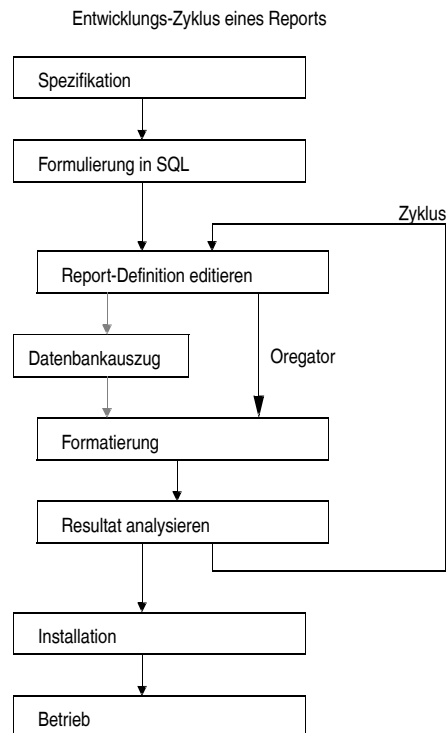 Entwicklungs-Zyklus eines Reports
Spezifikation
Formulierung in SQL
Zyklus
Report-Definition editieren
Datenbankauszug
Oregator
Formatierung
Resultat analysieren
Installation
Betrieb